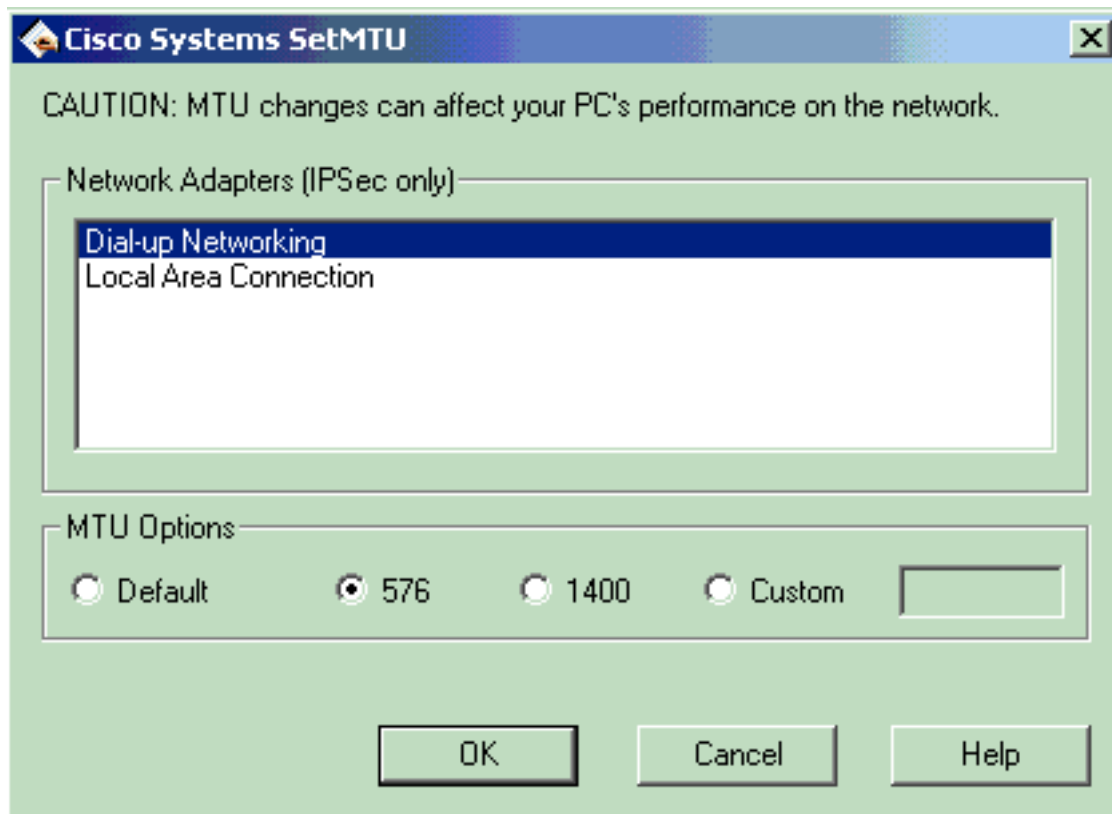 Cisco Systems SetMTU
CAUTION: MTU changes can affect your PC's performance on the network.
Network Adapters (IPSec only)
Dial-up Networking
Local Area Connection
MTU Options
Default 576 1400 Custom
OK Cancel Help